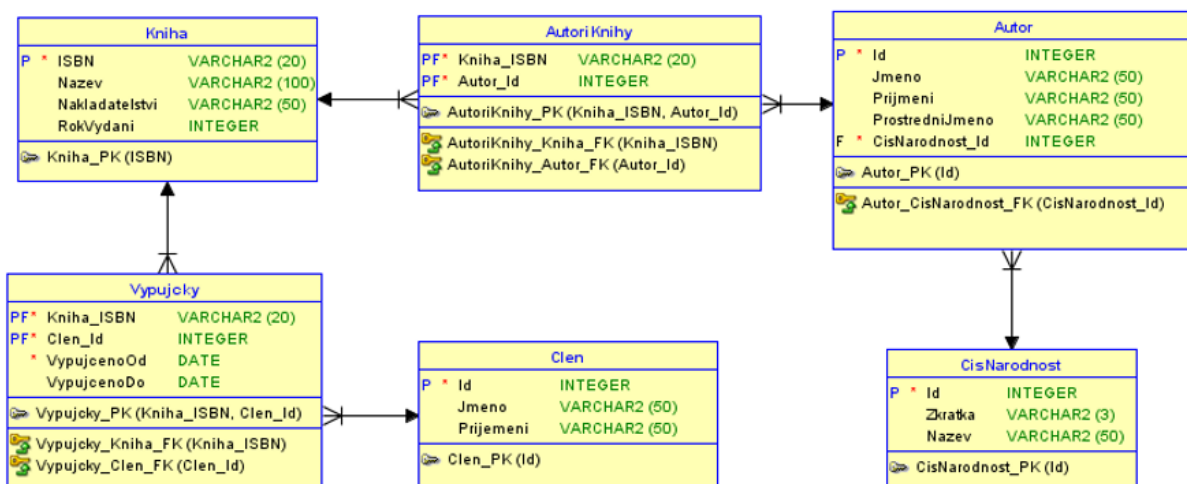 Kniha
P * ISBN VARCHAR2 (20)
Nazev VARCHAR2 (100)
Nakladatelstvi VARCHAR2 (50)
RokVydani INTEGER
Kniha_PK (ISBN)
AutoriKnihy
PF* Kniha_ISBN VARCHAR2 (20)
PF* Autor_Id INTEGER
AutoriKnihy_PK (Kniha_ISBN, Autor_Id)
AutoriKnihy_Kniha_FK (Kniha_ISBN)
AutoriKnihy_Autor_FK (Autor_Id)
Autor
P * Id INTEGER
Jmeno VARCHAR2 (50)
Prijmeni VARCHAR2 (50)
ProstredniJmeno VARCHAR2 (50)
F * CisNarodnost_Id INTEGER
Autor_PK (Id)
Autor_CisNarodnost_FK (CisNarodnost_Id)
Vypujcky
PF* Kniha_ISBN VARCHAR2 (20)
PF* Clen_Id INTEGER
* VypujcenoOd DATE
VypujcenoDo DATE
Vypujcky_PK (Kniha_ISBN, Clen_Id)
Vypujcky_Kniha_FK (Kniha_ISBN)
Vypujcky_Clen_FK (Clen_Id)
Clen
P * Id INTEGER
Jmeno VARCHAR2 (50)
Prijemeni VARCHAR2 (50)
Clen_PK (Id)
CisNarodnost
P * Id INTEGER
Zkratka VARCHAR2 (3)
Nazev VARCHAR2 (50)
CisNarodnost_PK (Id)